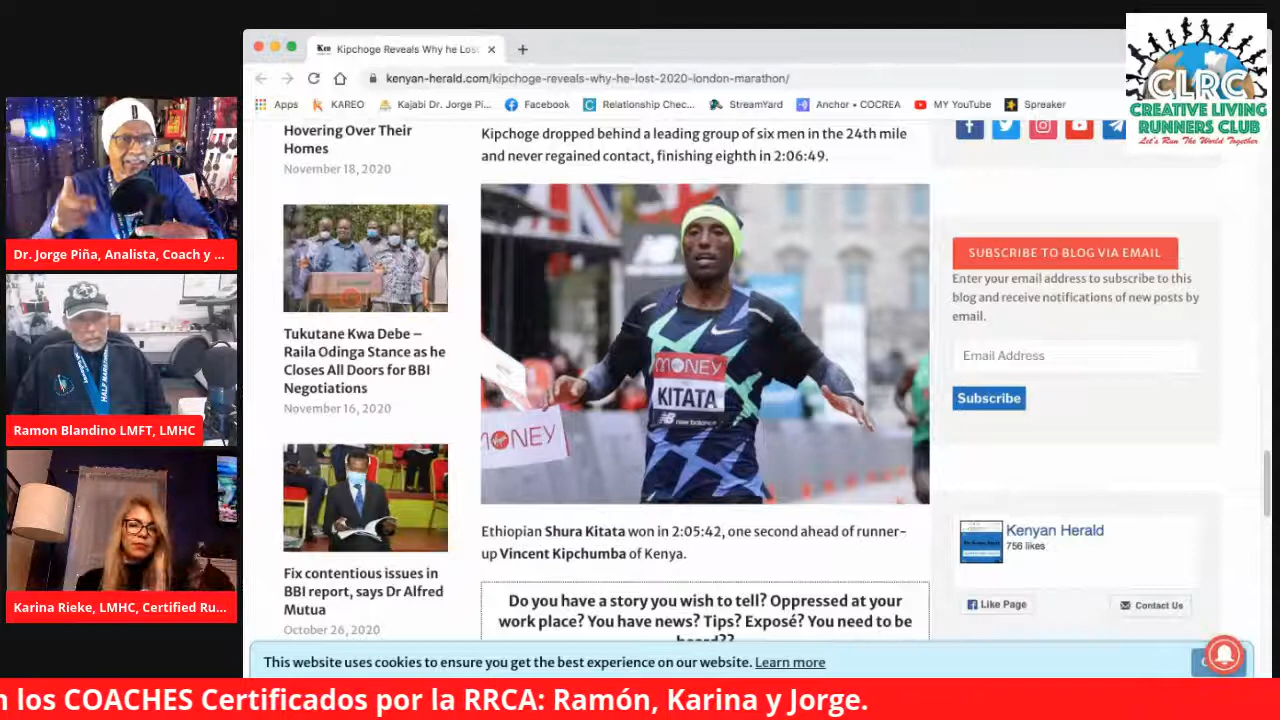 Kipchoge Reveals Why he Los
kenyan-herald.com/kipchoge-reveals-why-he-lost-2020-london-marathon/
Apps
KAREO
Kajabi Dr. Jorge Pi...
Facebook
Relationship Chec...
StreamYard
Anchor • COCREA
MY YouTube
Spreaker
CLRC
CREATIVE LIVING
RUNNERS CLUB
Let's Run The World Together
Dr. Jorge Piña, Analista, Coach y ...
Ramon Blandino LMFT, LMHC
Karina Rieke, LMHC, Certified Ru...
Hovering Over Their
Homes
November 18, 2020
Tukutane Kwa Debe –
Raila Odinga Stance as he
Closes All Doors for BBI
Negotiations
November 16, 2020
Fix contentious issues in
BBI report, says Dr Alfred
Mutua
October 26, 2020
Kipchoge dropped behind a leading group of six men in the 24th mile
and never regained contact, finishing eighth in 2:06:49.
MONEY
KITATA
new balance
Virgin
MONEY
Ethiopian Shura Kitata won in 2:05:42, one second ahead of runner-
up Vincent Kipchumba of Kenya.
Do you have a story you wish to tell? Oppressed at your
work place? You have news? Tips? Exposé? You need to be
heard??
SUBSCRIBE TO BLOG VIA EMAIL
Enter your email address to subscribe to this
blog and receive notifications of new posts by
email.
Email Address
Subscribe
Kenyan Herald
756 likes
Like Page
Contact Us
This website uses cookies to ensure you get the best experience on our website. Learn more
n los COACHES Certificados por la RRCA: Ramón, Karina y Jorge.